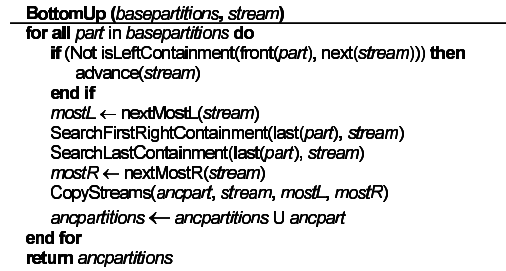 BottomUp (basepartitions, stream)
for all part in basepartitions do
if (Not isLeftContainment(front(part), next(stream))) then
advance(stream)
end if
mostL ← nextMostL(stream)
SearchFirstRightContainment(last(part), stream)
SearchLastContainment(last(part), stream)
mostR ← nextMostR(stream)
CopyStreams(ancpart, stream, mostL, mostR)
ancpartitions ← ancpartitions U ancpart
end for
return ancpartitions